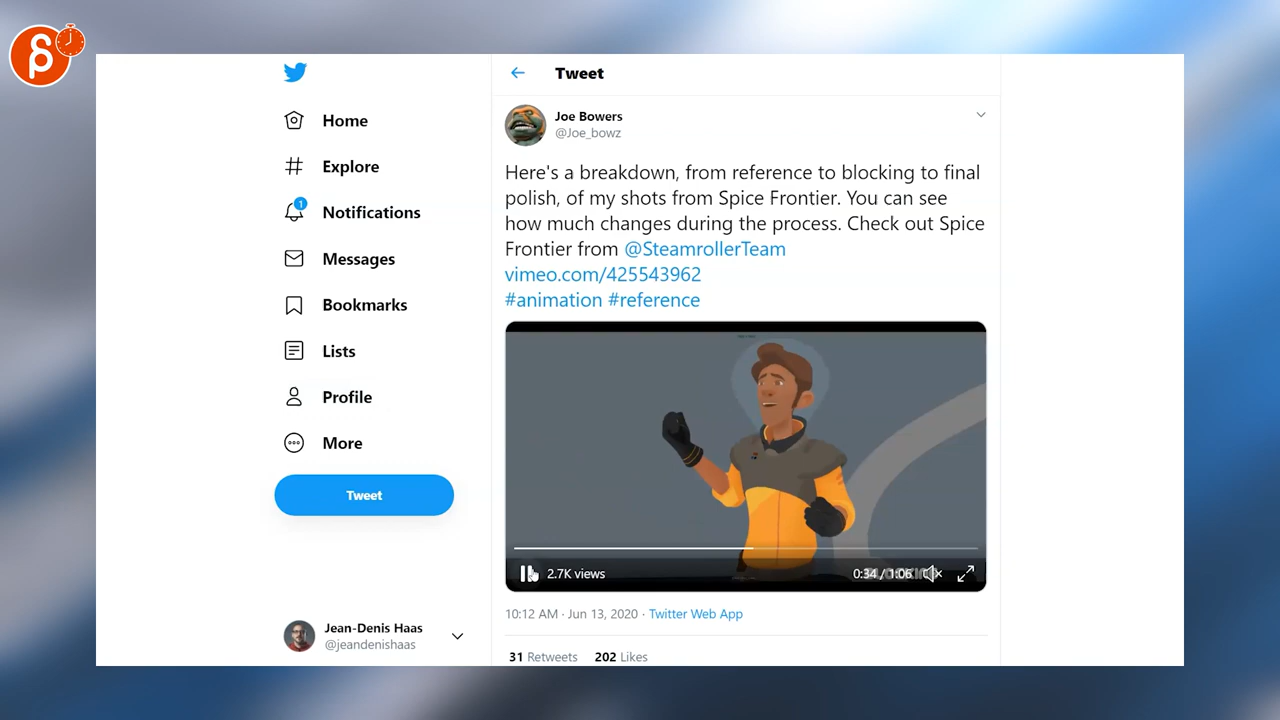 Home
Explore
1
Notifications
Messages
Bookmarks
Lists
Profile
More
Tweet
Jean-Denis Haas
@jeandenishaas
Tweet
Joe Bowers
@Joe_bowz
Here's a breakdown, from reference to blocking to final
polish, of my shots from Spice Frontier. You can see
how much changes during the process. Check out Spice
Frontier from @SteamrollerTeam
vimeo.com/425543962
#animation #reference
2.7K views
0:34 / 1:06
10:12 AM · Jun 13, 2020 · Twitter Web App
31 Retweets 202 Likes